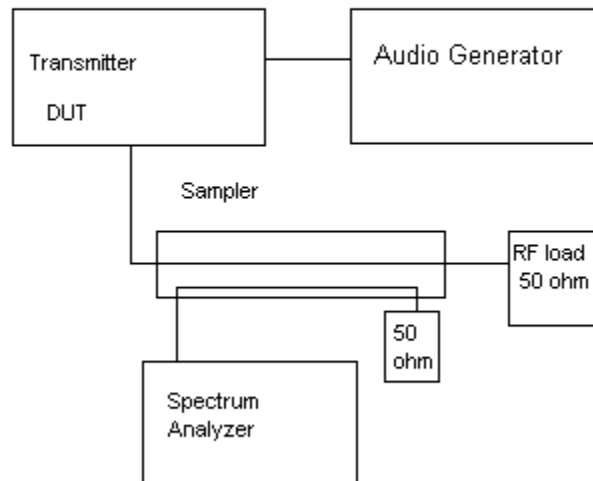 Transmitter
DUT
Audio Generator
Sampler
RF load
50 ohm
50
ohm
Spectrum
Analyzer